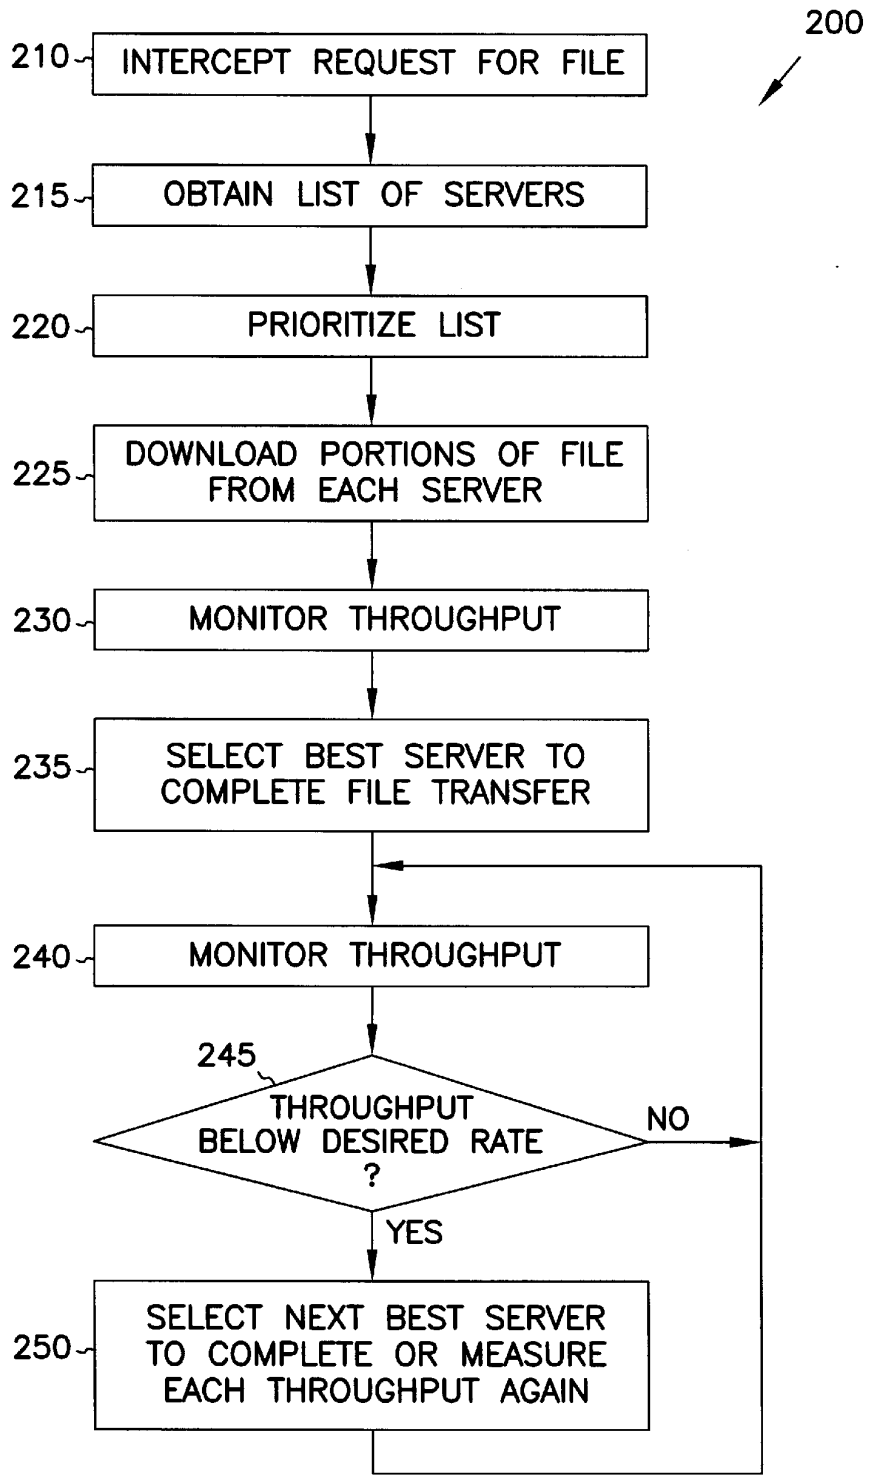 200
210
INTERCEPT REQUEST FOR FILE
215
OBTAIN LIST OF SERVERS
220
PRIORITIZE LIST
225
DOWNLOAD PORTIONS OF FILE
FROM EACH SERVER
230
MONITOR THROUGHPUT
235
SELECT BEST SERVER TO
COMPLETE FILE TRANSFER
240
MONITOR THROUGHPUT
245
THROUGHPUT
BELOW DESIRED RATE
?
NO
YES
250
SELECT NEXT BEST SERVER
TO COMPLETE OR MEASURE
EACH THROUGHPUT AGAIN